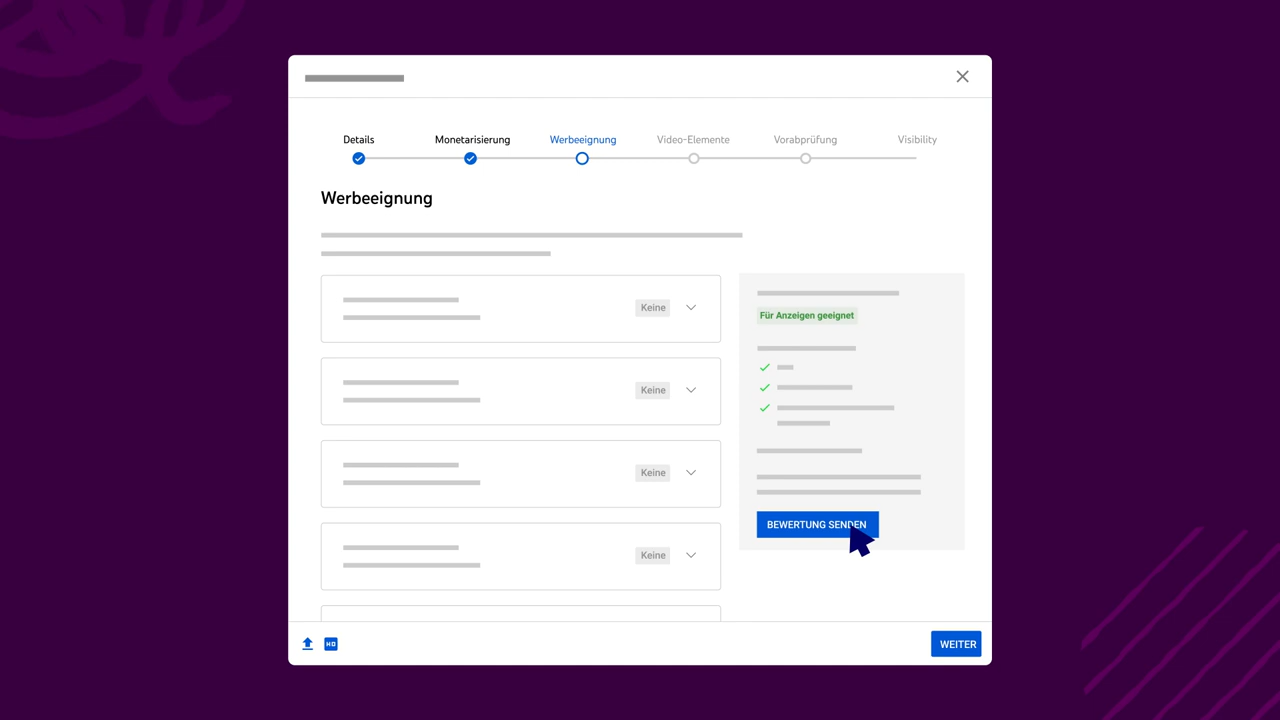 Details
Monetarisierung
Werbeeignung
Video-Elemente
Vorabprüfung
Visibility
Werbeeignung
Keine
Für Anzeigen geeignet
Keine
Keine
BEWERTUNG SENDEN
Keine
HD
WEITER